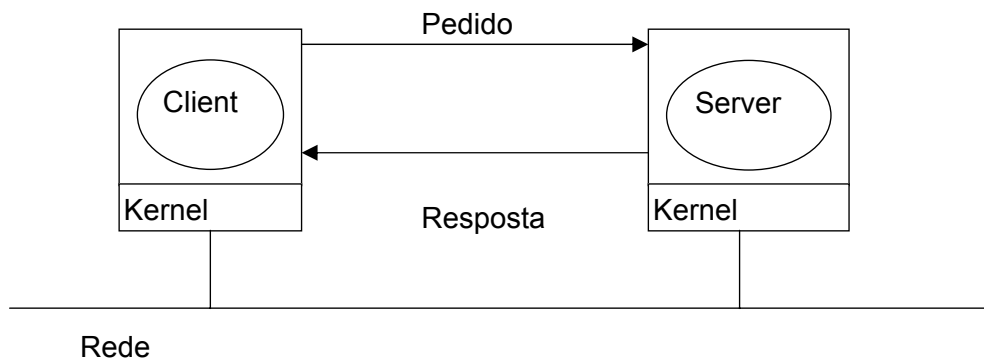 Pedido
Client
Server
Kernel
Resposta
Kernel
Rede